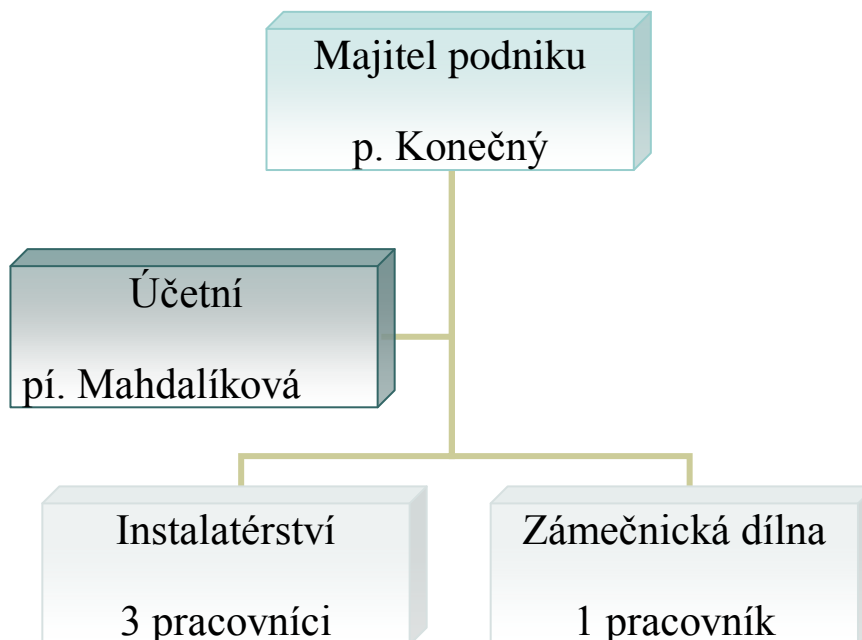 Majitel podniku
p. Konečný
Účetní
pí. Mahdalíková
Instalatérství
3 pracovníci
Zámečnická dílna
1 pracovník